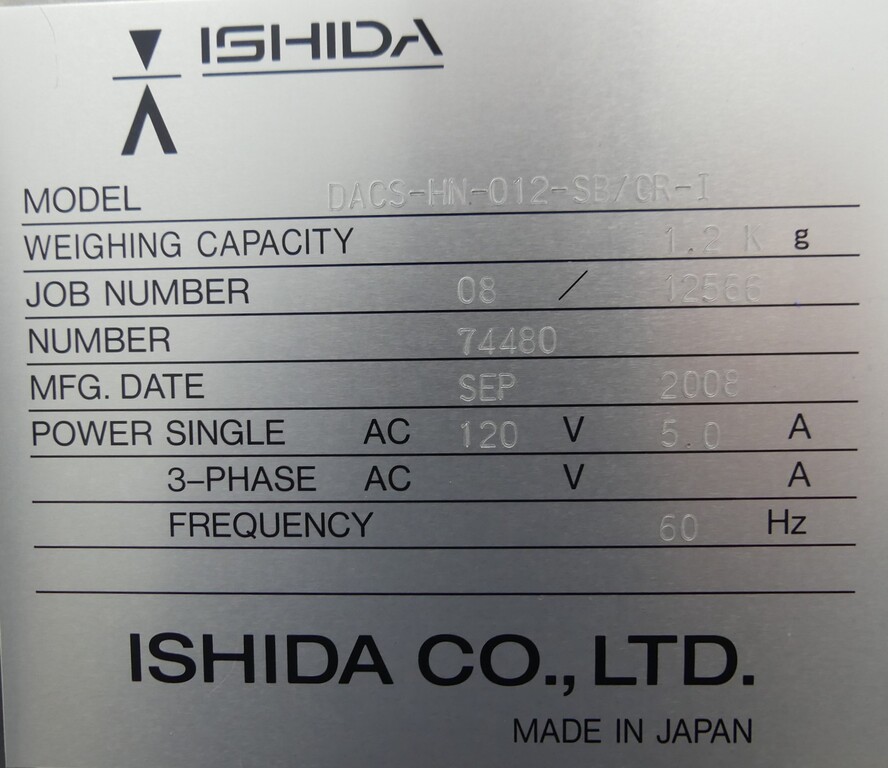 ISHIDA
MODEL DACS-HN-012-SB/CR-I
WEIGHING CAPACITY 1.2 K g
JOB NUMBER 08 / 12566
NUMBER 74480
MFG. DATE SEP 2008
POWER SINGLE AC 120 V 5.0 A
3-PHASE AC V A
FREQUENCY 60 Hz
ISHIDA CO., LTD.
MADE IN JAPAN